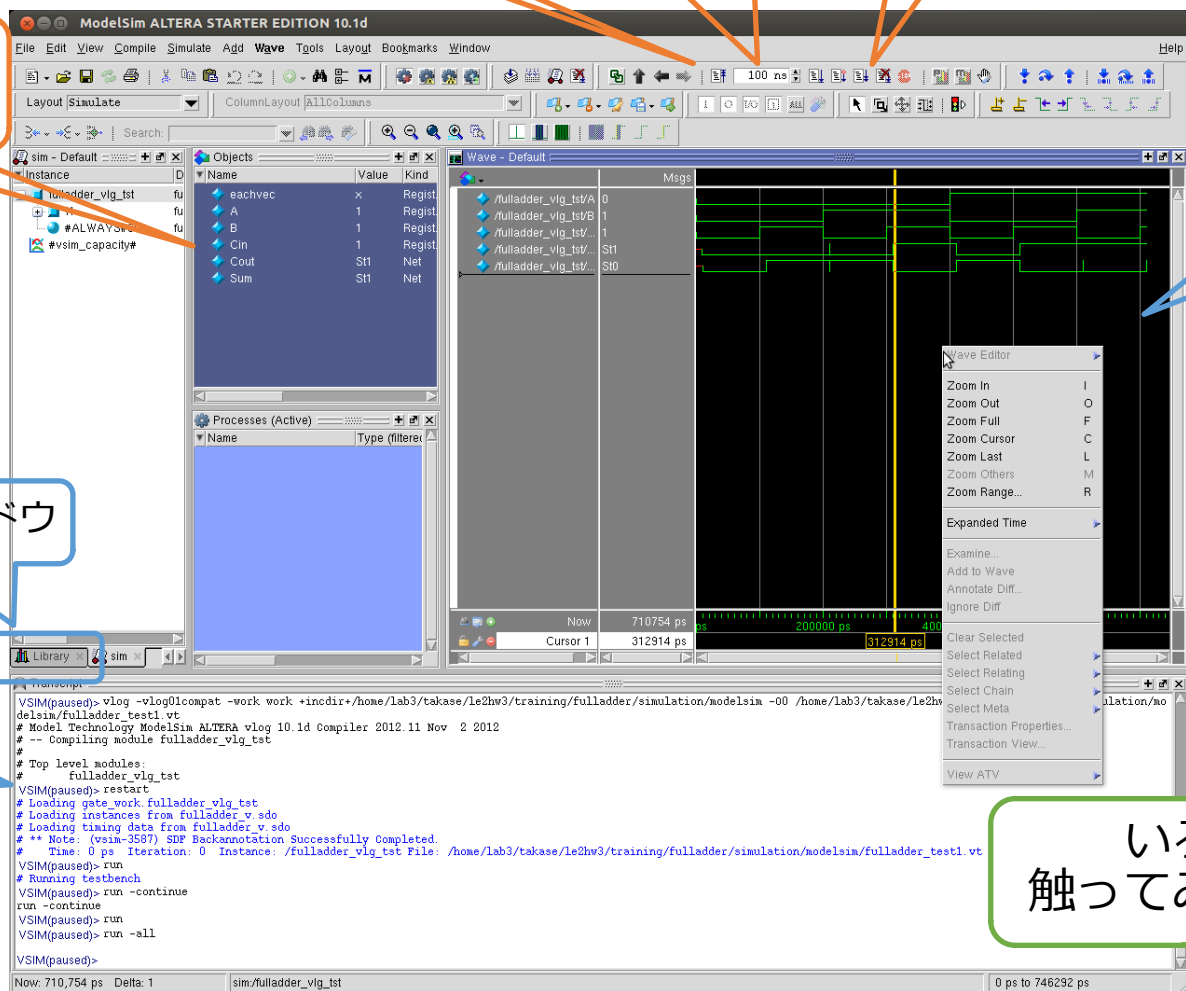 ModelSim ALTERA STARTER EDITION 10.1d
File Edit View Compile Simulate Add Wave Tools Layout Bookmarks Window Help
100 ns
Layout Simulate
ColumnLayout AllColumns
Search:
sim - Default
Instance D
fulladder_vlg_tst fu
fu
#ALWAYS# fu
#vsim_capacity#
Objects
Name Value Kind
eachvec x Regist
A 1 Regist
B 1 Regist
Cin 1 Regist
Cout St1 Net
Sum St1 Net
Processes (Active)
Name Type (filtered
Wave - Default
Msgs
/fulladder_vlg_tst/A 0
/fulladder_vlg_tst/B 1
/fulladder_vlg_tst/... 1
/fulladder_vlg_tst/... St1
/fulladder_vlg_tst/... St0
Now 710754 ps
Cursor 1 312914 ps
ps 200000 ps 400
312914 ps
Wave Editor
Zoom In I
Zoom Out O
Zoom Full F
Zoom Cursor C
Zoom Last L
Zoom Others M
Zoom Range... R
Expanded Time
Examine...
Add to Wave
Annotate Diff...
Ignore Diff
Clear Selected
Select Related
Select Relating
Select Chain
Select Meta
Transaction Properties...
Transaction View...
View ATV
ドウ
Library sim
Transcript
VSIM(paused)> vlog -vlog01compat -work work +incdir+/home/lab3/takase/le2hw3/training/fulladder/simulation/modelsim -O0 /home/lab3/takase/le2hw ulation/mo
delsim/fulladder_test1.vt
# Model Technology ModelSim ALTERA vlog 10.1d Compiler 2012.11 Nov 2 2012
# -- Compiling module fulladder_vlg_tst
#
# Top level modules:
# fulladder_vlg_tst
VSIM(paused)> restart
# Loading gate_work.fulladder_vlg_tst
# Loading instances from fulladder_v.sdo
# Loading timing data from fulladder_v.sdo
# ** Note: (vsim-3587) SDF Backannotation Successfully Completed.
# Time: 0 ps Iteration: 0 Instance: /fulladder_vlg_tst File: /home/lab3/takase/le2hw3/training/fulladder/simulation/modelsim/fulladder_test1.vt
VSIM(paused)> run
# Running testbench
VSIM(paused)> run -continue
run -continue
VSIM(paused)> run
VSIM(paused)> run -all
VSIM(paused)>
いろ
触ってみ
Now: 710,754 ps Delta: 1 sim:/fulladder_vlg_tst 0 ps to 746292 ps